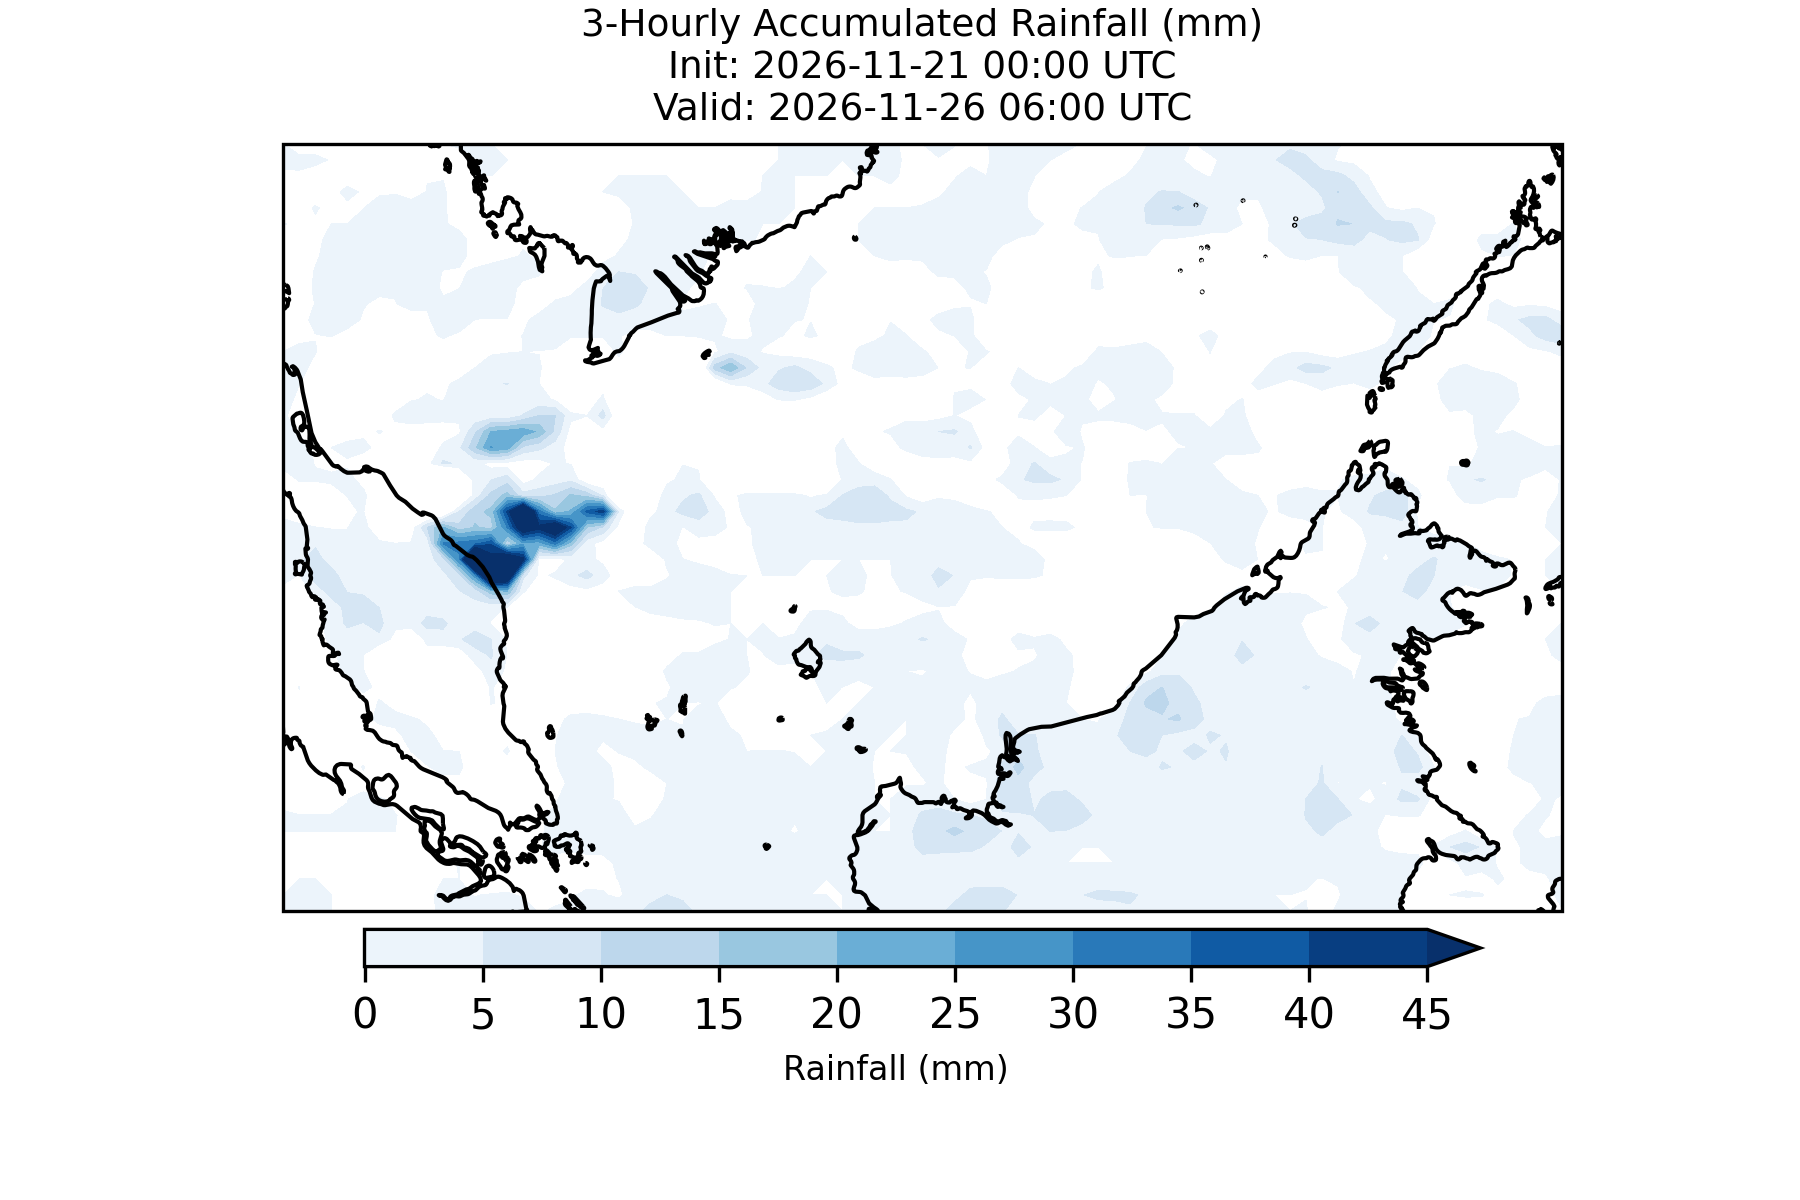 3-Hourly Accumulated Rainfall (mm)
Init: 2026-11-21 00:00 UTC
Valid: 2026-11-26 06:00 UTC
0 5 10 15 20 25 30 35 40 45
Rainfall (mm)